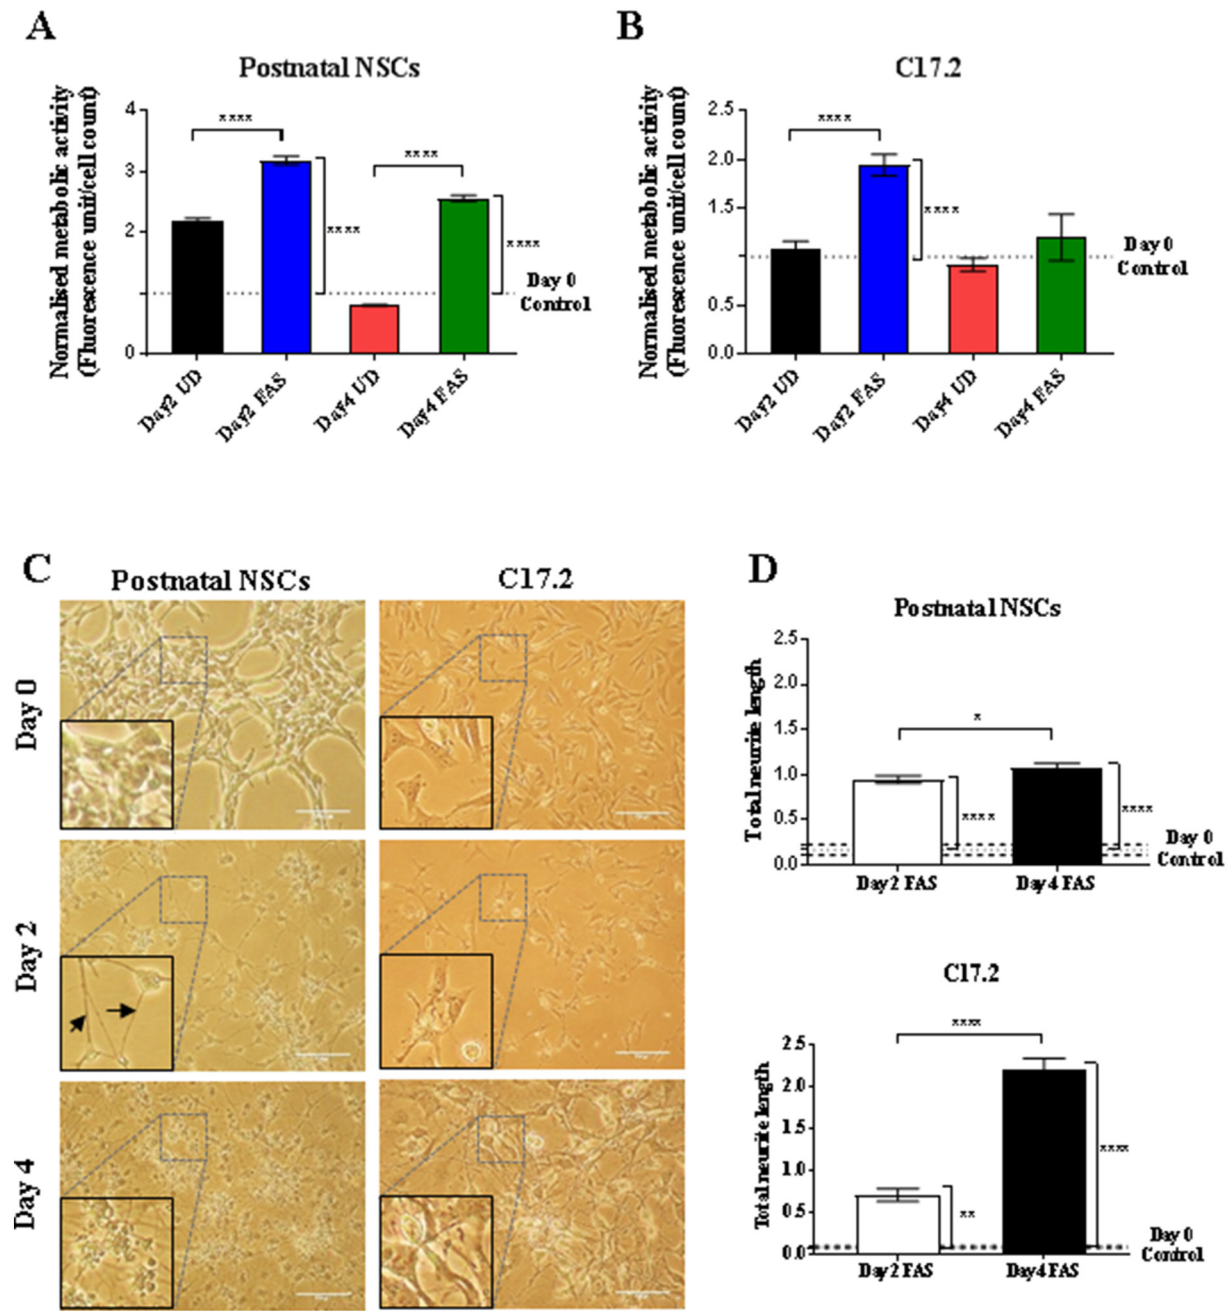 A
Postnatal NSCs
Normalised metabolic activity
(Fluorescence unit/cell count)
4
3
2
0
****
****
****
****
Day 0
Control
Day2 UD
Day2 FAS
Day4 UD
Day4 FAS
B
C17.2
Normalised metabolic activity
(Fluorescence unit/cell count)
2.5
2.0
1.5
0.5
0.0
****
****
Day 0
Control
Day2 UD
Day2 FAS
Day4 UD
Day4 FAS
C
Postnatal NSCs
C17.2
Day 0
Day 2
Day 4
D
Postnatal NSCs
Total neurite length
2.5
2.0
1.5
1.0
0.5
0.0
*
****
****
Day 0
Control
Day2 FAS
Day4 FAS
C17.2
Total neurite length
2.5
2.0
1.5
1.0
0.5
0.0
****
**
****
Day 0
Control
Day2 FAS
Day4 FAS